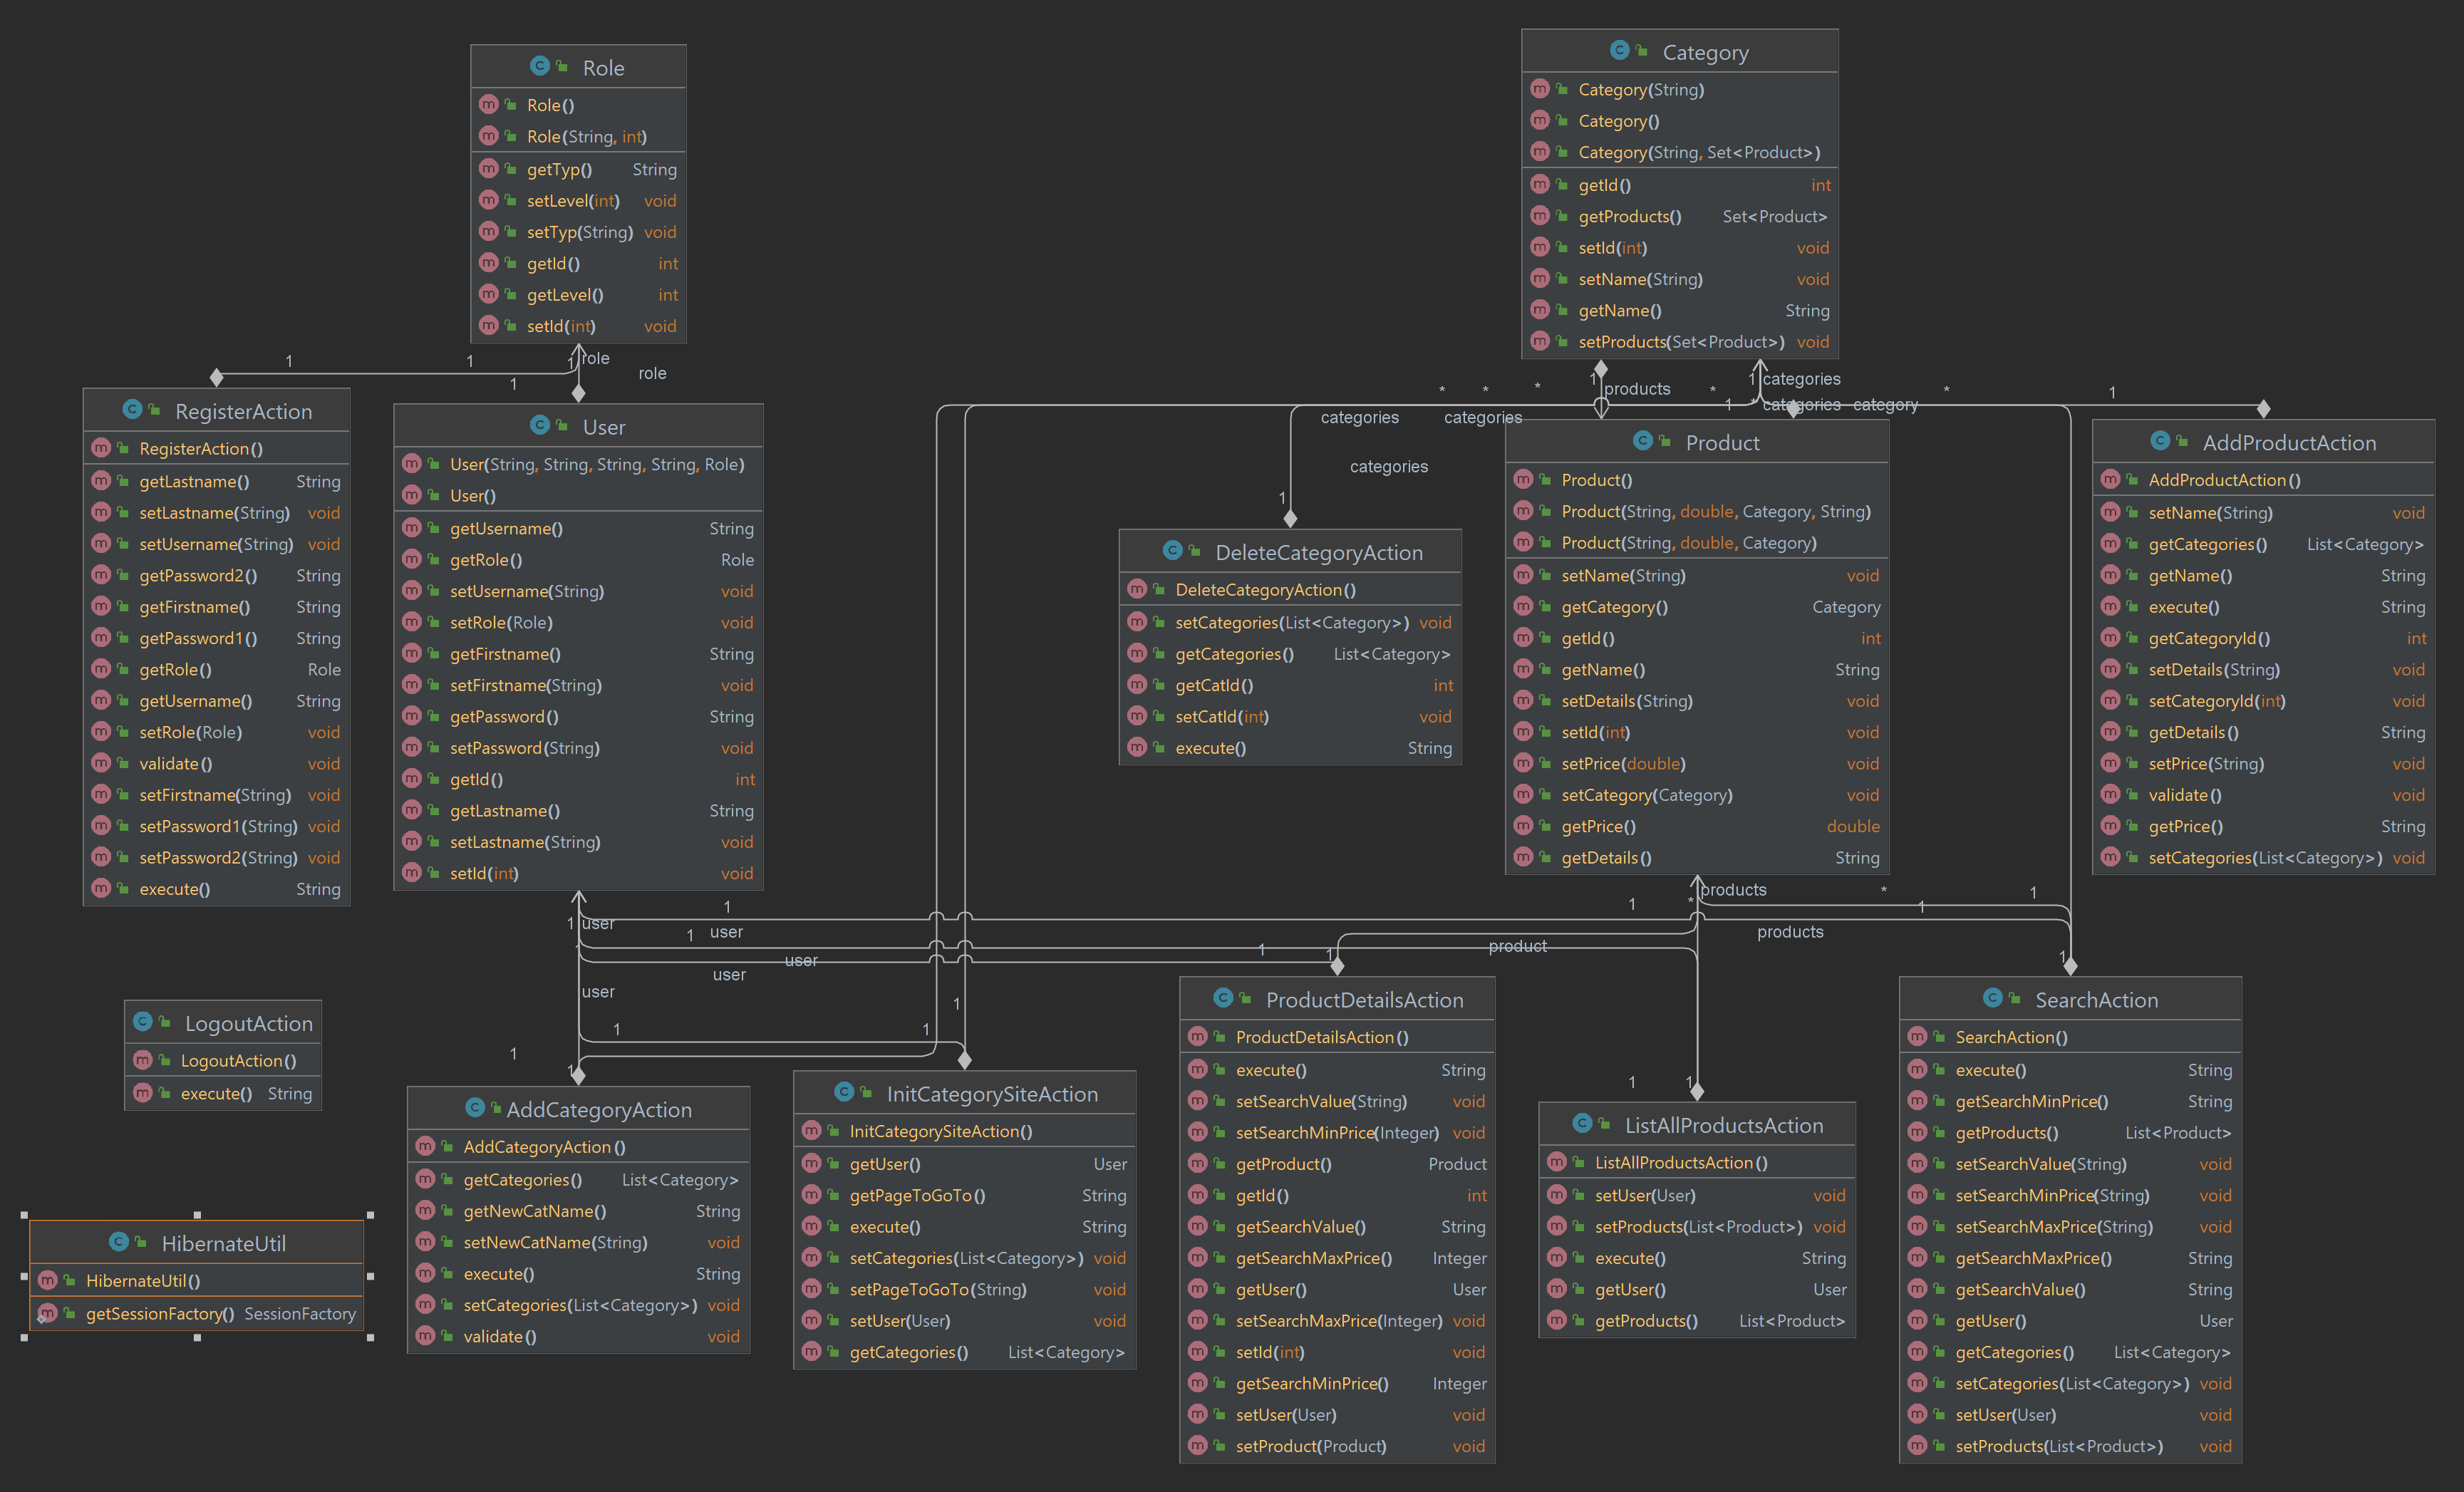 Role
Role()
Role(String, int)
getTyp() String
setLevel(int) void
setTyp(String) void
getId() int
getLevel() int
setId(int) void
Category
Category(String)
Category()
Category(String, Set<Product>)
getId() int
getProducts() Set<Product>
setId(int) void
setName(String) void
getName() String
setProducts(Set<Product>) void
1
1
1
role
1
role
RegisterAction
RegisterAction()
getLastname() String
setLastname(String) void
setUsername(String) void
getPassword2() String
getFirstname() String
getPassword1() String
getRole() Role
getUsername() String
setRole(Role) void
validate() void
setFirstname(String) void
setPassword1(String) void
setPassword2(String) void
execute() String
User
User(String, String, String, String, Role)
User()
getUsername() String
getRole() Role
setUsername(String) void
setRole(Role) void
getFirstname() String
setFirstname(String) void
getPassword() String
setPassword(String) void
getId() int
getLastname() String
setLastname(String) void
setId(int) void
* * * 1 products * 1 categories * 1
categories categories 1 * categories category
categories
1
DeleteCategoryAction
DeleteCategoryAction()
setCategories(List<Category>) void
getCategories() List<Category>
getCatId() int
setCatId(int) void
execute() String
Product
Product()
Product(String, double, Category, String)
Product(String, double, Category)
setName(String) void
getCategory() Category
getId() int
getName() String
setDetails(String) void
setId(int) void
setPrice(double) void
setCategory(Category) void
getPrice() double
getDetails() String
AddProductAction
AddProductAction()
setName(String) void
getCategories() List<Category>
getName() String
execute() String
getCategoryId() int
setDetails(String) void
setCategoryId(int) void
getDetails() String
setPrice(String) void
validate() void
getPrice() String
setCategories(List<Category>) void
products * 1
1 1 * 1
1 user 1 user products
1 user 1 product 1
user
user
1
1 1
1
1
1 1
LogoutAction
LogoutAction()
execute() String
HibernateUtil
HibernateUtil()
getSessionFactory() SessionFactory
AddCategoryAction
AddCategoryAction()
getCategories() List<Category>
getNewCatName() String
setNewCatName(String) void
execute() String
setCategories(List<Category>) void
validate() void
InitCategorySiteAction
InitCategorySiteAction()
getUser() User
getPageToGoTo() String
execute() String
setCategories(List<Category>) void
setPageToGoTo(String) void
setUser(User) void
getCategories() List<Category>
ProductDetailsAction
ProductDetailsAction()
execute() String
setSearchValue(String) void
setSearchMinPrice(Integer) void
getProduct() Product
getId() int
getSearchValue() String
getSearchMaxPrice() Integer
getUser() User
setSearchMaxPrice(Integer) void
setId(int) void
getSearchMinPrice() Integer
setUser(User) void
setProduct(Product) void
ListAllProductsAction
ListAllProductsAction()
setUser(User) void
setProducts(List<Product>) void
execute() String
getUser() User
getProducts() List<Product>
SearchAction
SearchAction()
execute() String
getSearchMinPrice() String
getProducts() List<Product>
setSearchValue(String) void
setSearchMinPrice(String) void
setSearchMaxPrice(String) void
getSearchMaxPrice() String
getSearchValue() String
getUser() User
getCategories() List<Category>
setCategories(List<Category>) void
setUser(User) void
setProducts(List<Product>) void